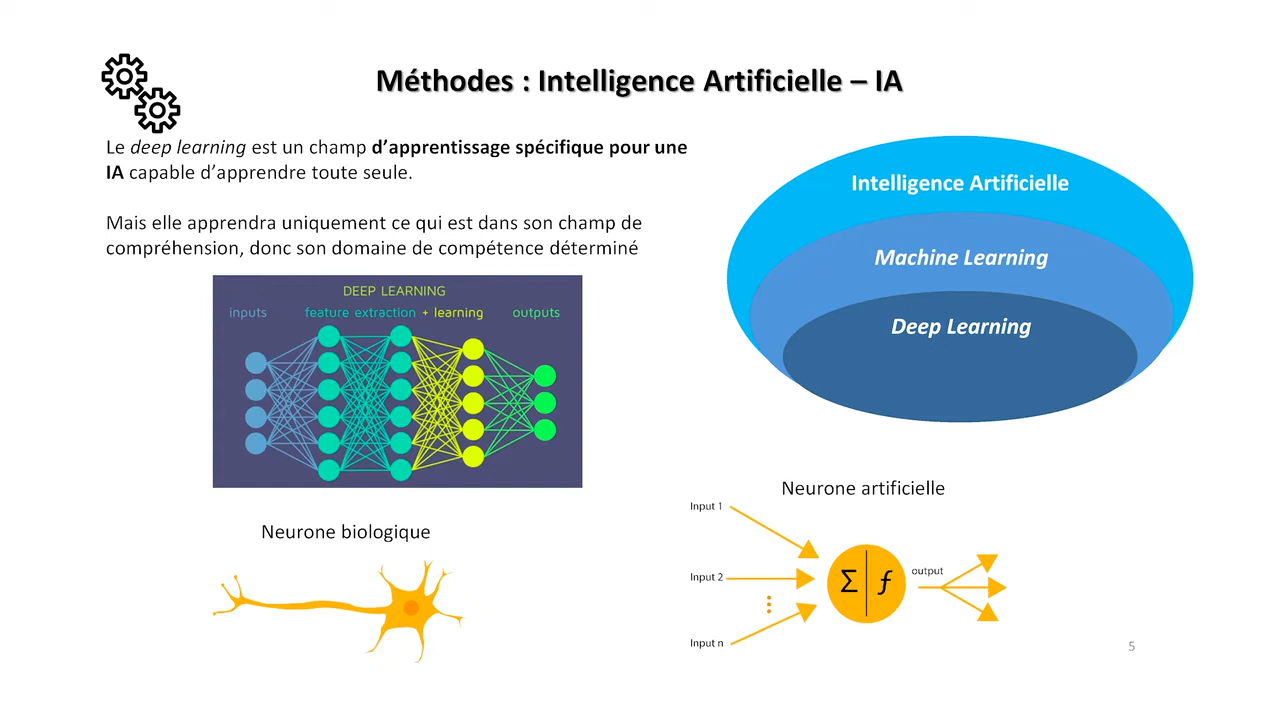 Méthodes : Intelligence Artificielle – IA
Le deep learning est un champ d’apprentissage spécifique pour une
IA capable d’apprendre toute seule.
Mais elle apprendra uniquement ce qui est dans son champ de
compréhension, donc son domaine de compétence déterminé
DEEP LEARNING
inputs feature extraction + learning outputs
Intelligence Artificielle
Machine Learning
Deep Learning
Neurone biologique
Neurone artificielle
Input 1
Input 2
Input n
Σ f
output
5